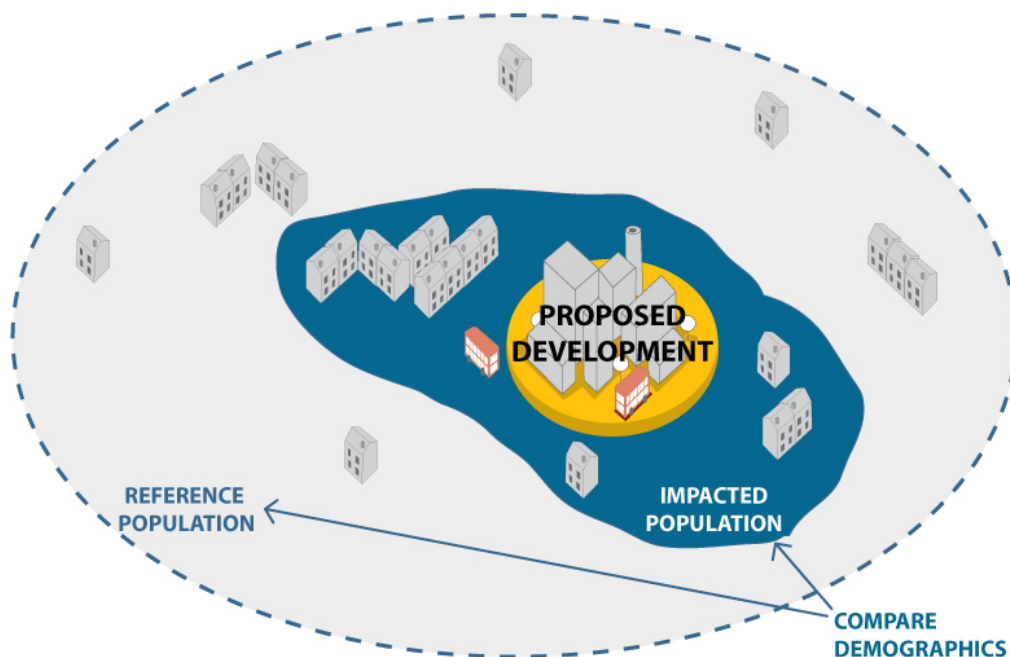 PROPOSED
DEVELOPMENT
REFERENCE
POPULATION
IMPACTED
POPULATION
COMPARE
DEMOGRAPHICS